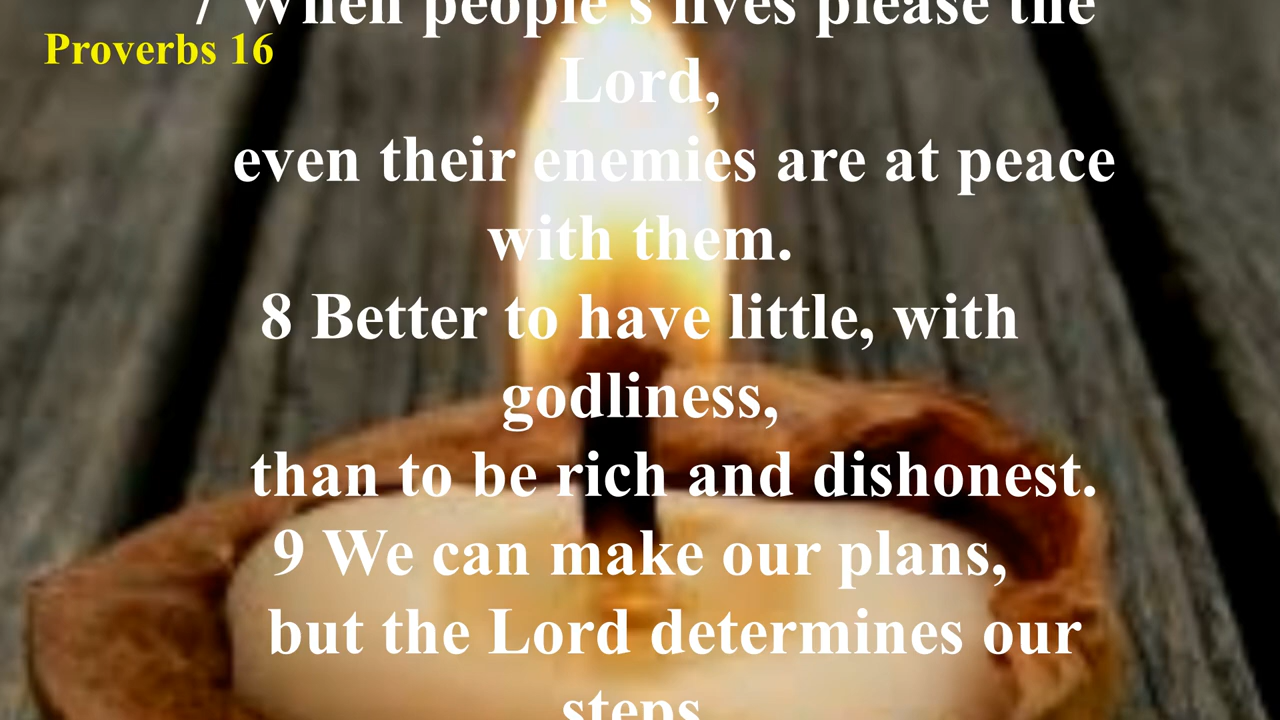 7 When people's lives please the
Proverbs 16
Lord,
even their enemies are at peace
with them.
8 Better to have little, with
godliness,
than to be rich and dishonest.
9 We can make our plans,
but the Lord determines our
steps